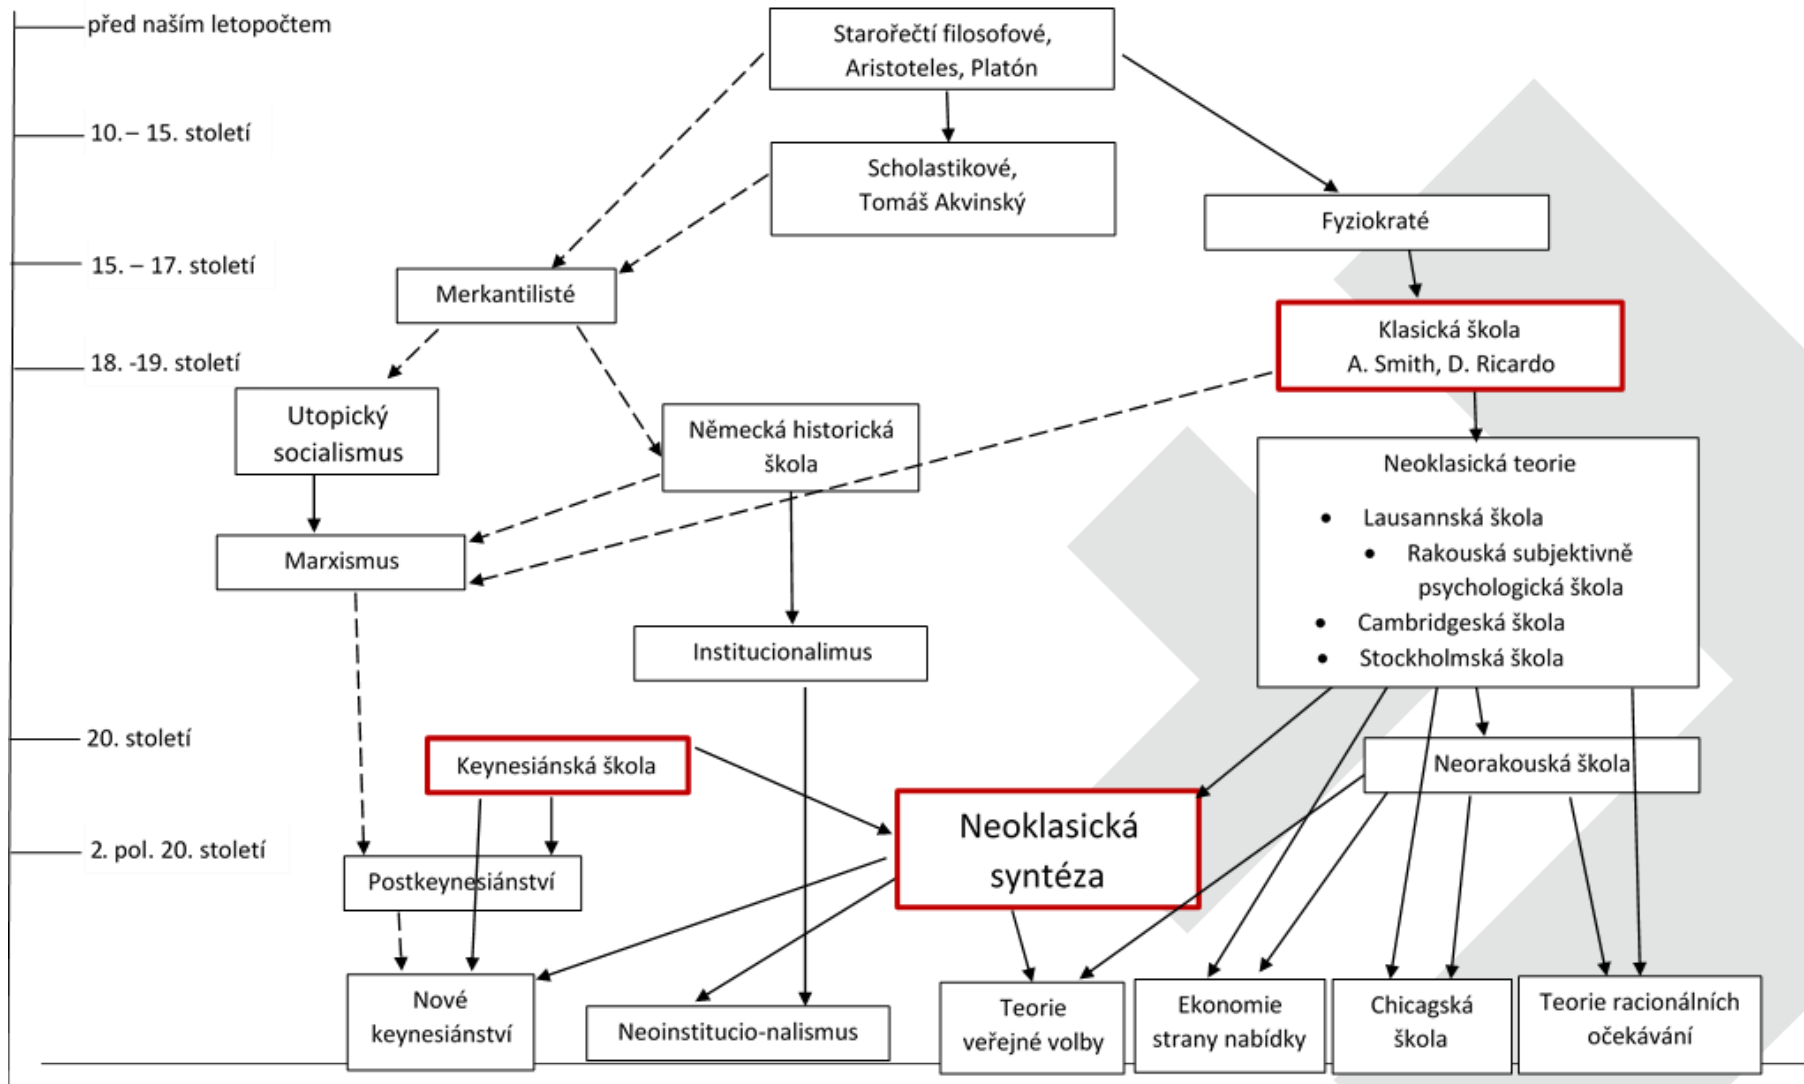 před naším letopočtem
Starořečtí filosofové,
Aristoteles, Platón
10.– 15. století
Scholastikové,
Tomáš Akvinský
Fyziokraté
15. – 17. století
Merkantilisté
Klasická škola
A. Smith, D. Ricardo
18. -19. století
Utopický
socialismus
Německá historická
škola
Neoklasická teorie
• Lausannská škola
• Rakouská subjektivně
psychologická škola
• Cambridgeská škola
• Stockholmská škola
Marxismus
Institucionalimus
20. století
Keynesiánská škola
Neorakouská škola
Neoklasická
syntéza
2. pol. 20. století
Postkeynesiánství
Nové
keynesiánství
Neoinstitucio-nalismus
Teorie
veřejné volby
Ekonomie
strany nabídky
Chicagská
škola
Teorie racionálních
očekávání